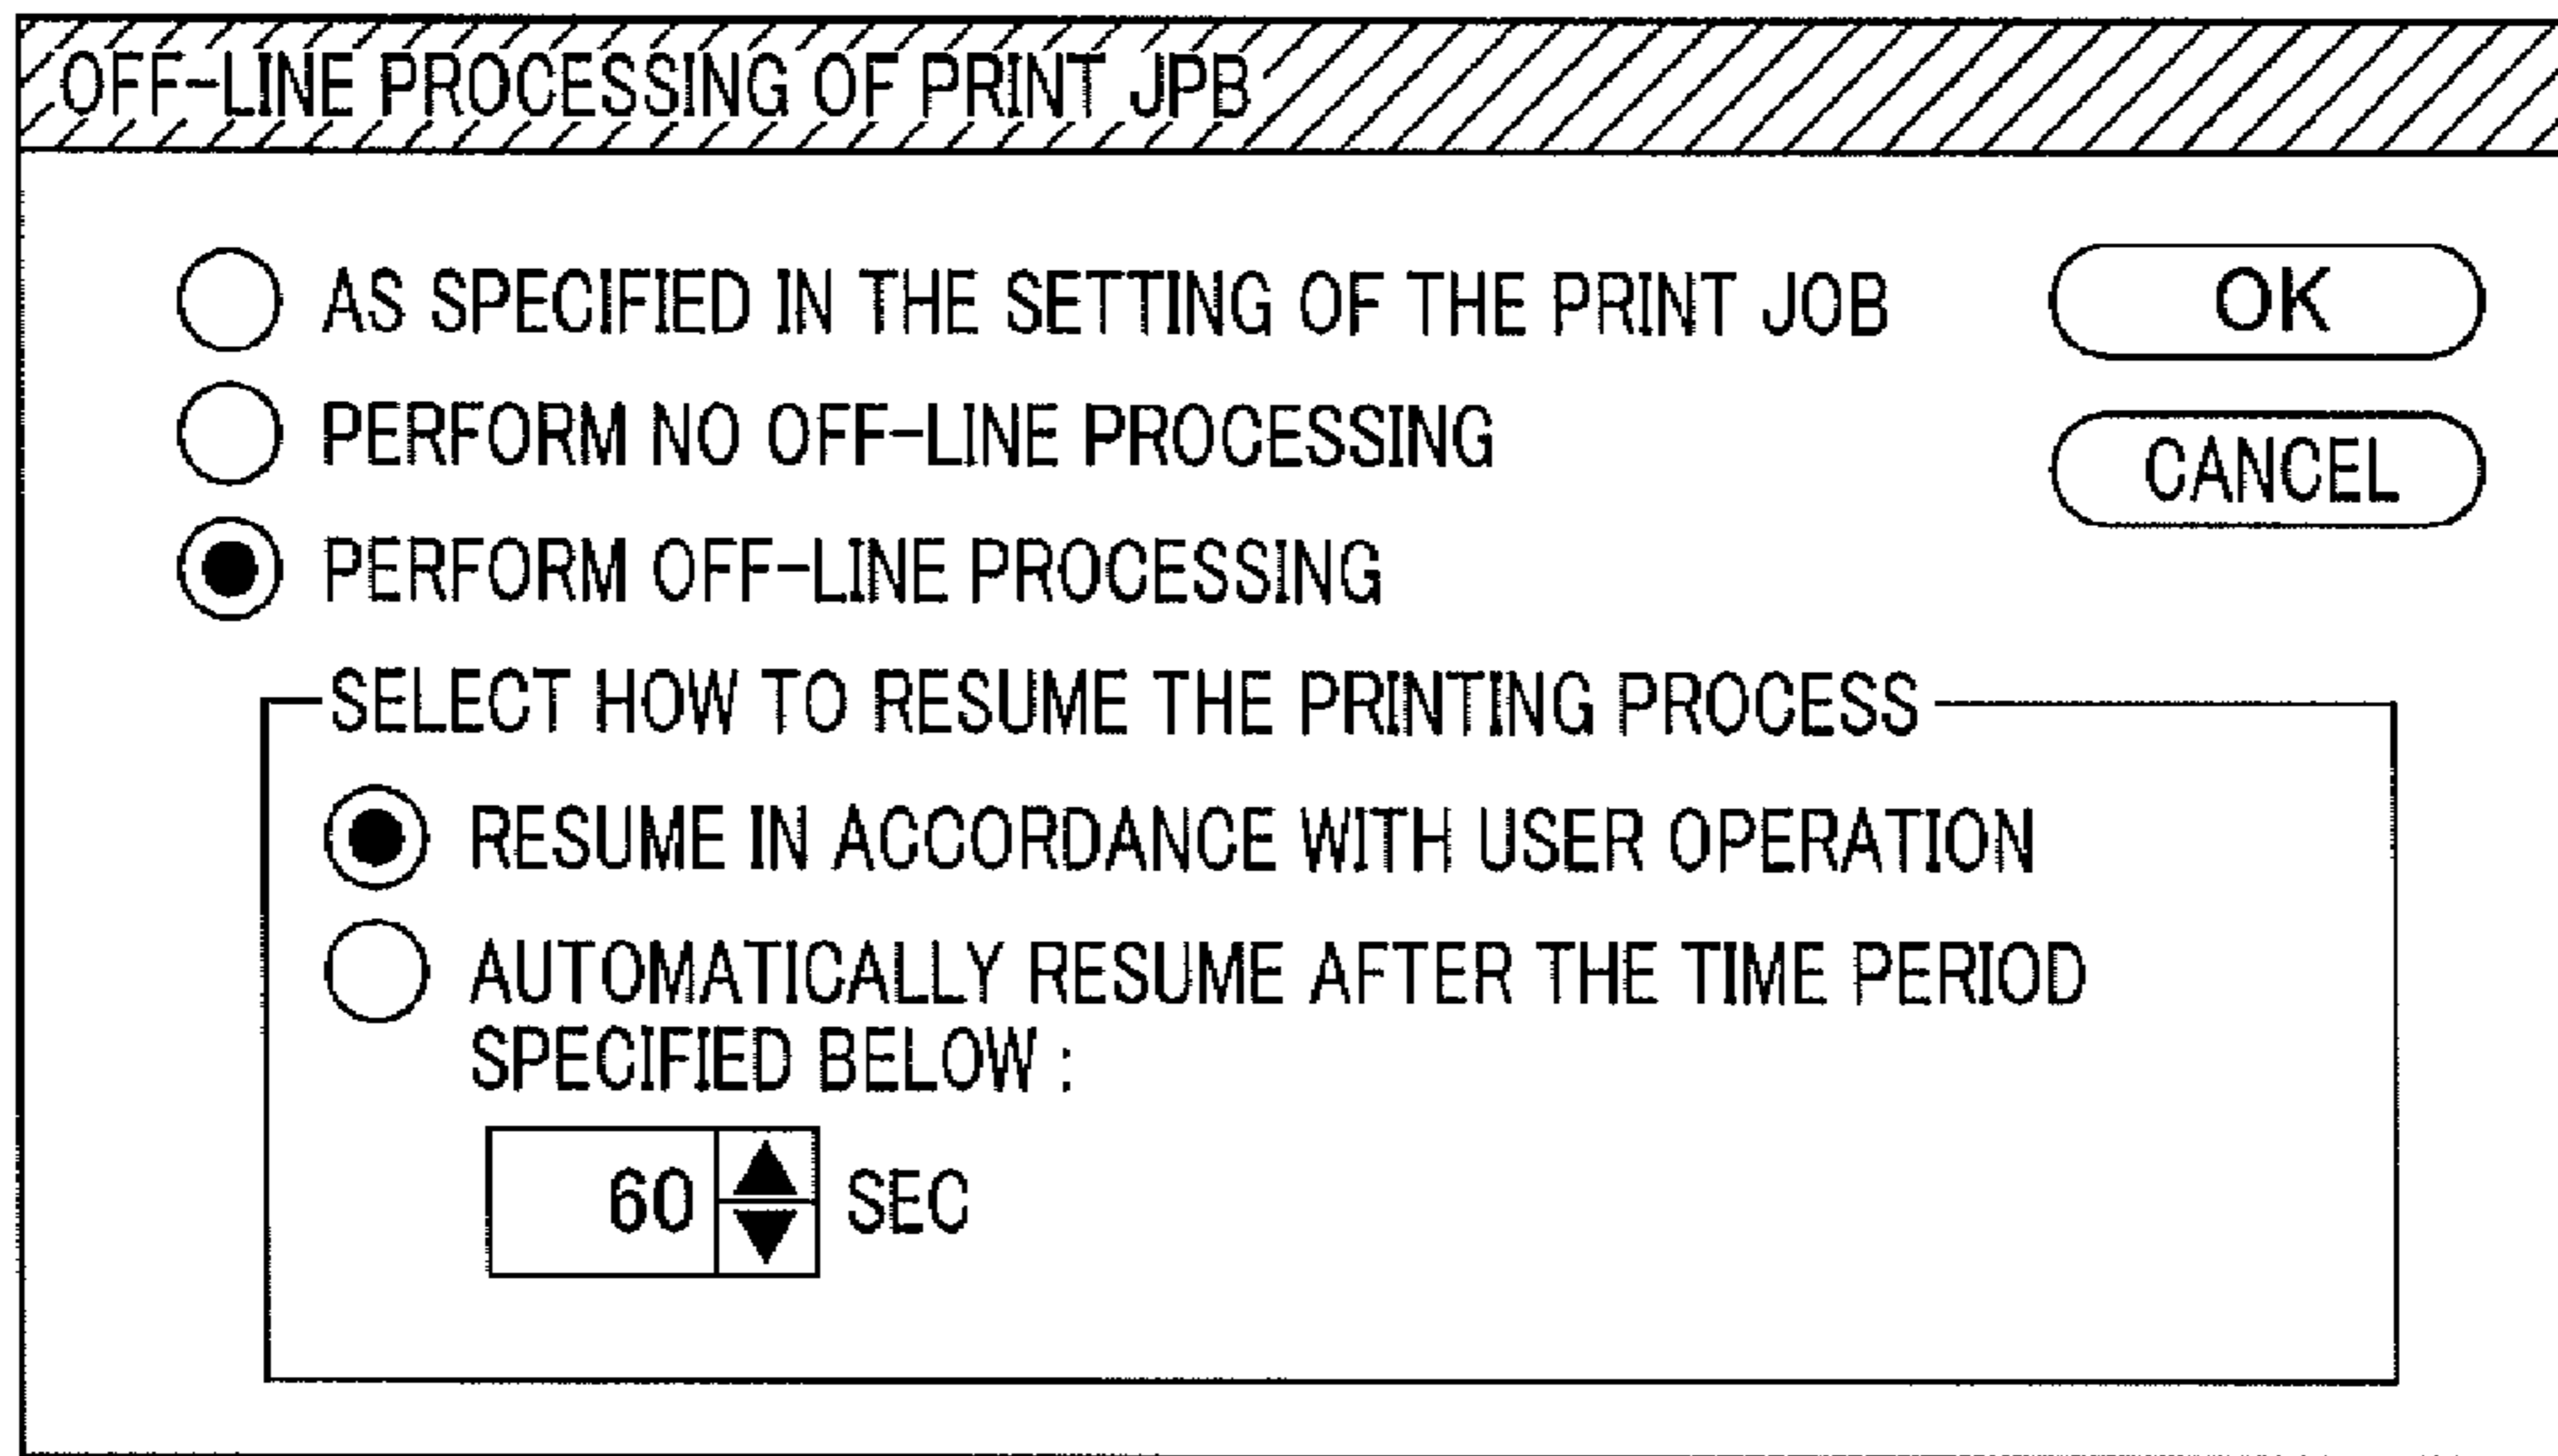 OFF-LINE PROCESSING OF PRINT JPB
AS SPECIFIED IN THE SETTING OF THE PRINT JOB
OK
PERFORM NO OFF-LINE PROCESSING
CANCEL
PERFORM OFF-LINE PROCESSING
SELECT HOW TO RESUME THE PRINTING PROCESS
RESUME IN ACCORDANCE WITH USER OPERATION
AUTOMATICALLY RESUME AFTER THE TIME PERIOD
SPECIFIED BELOW :
60 SEC